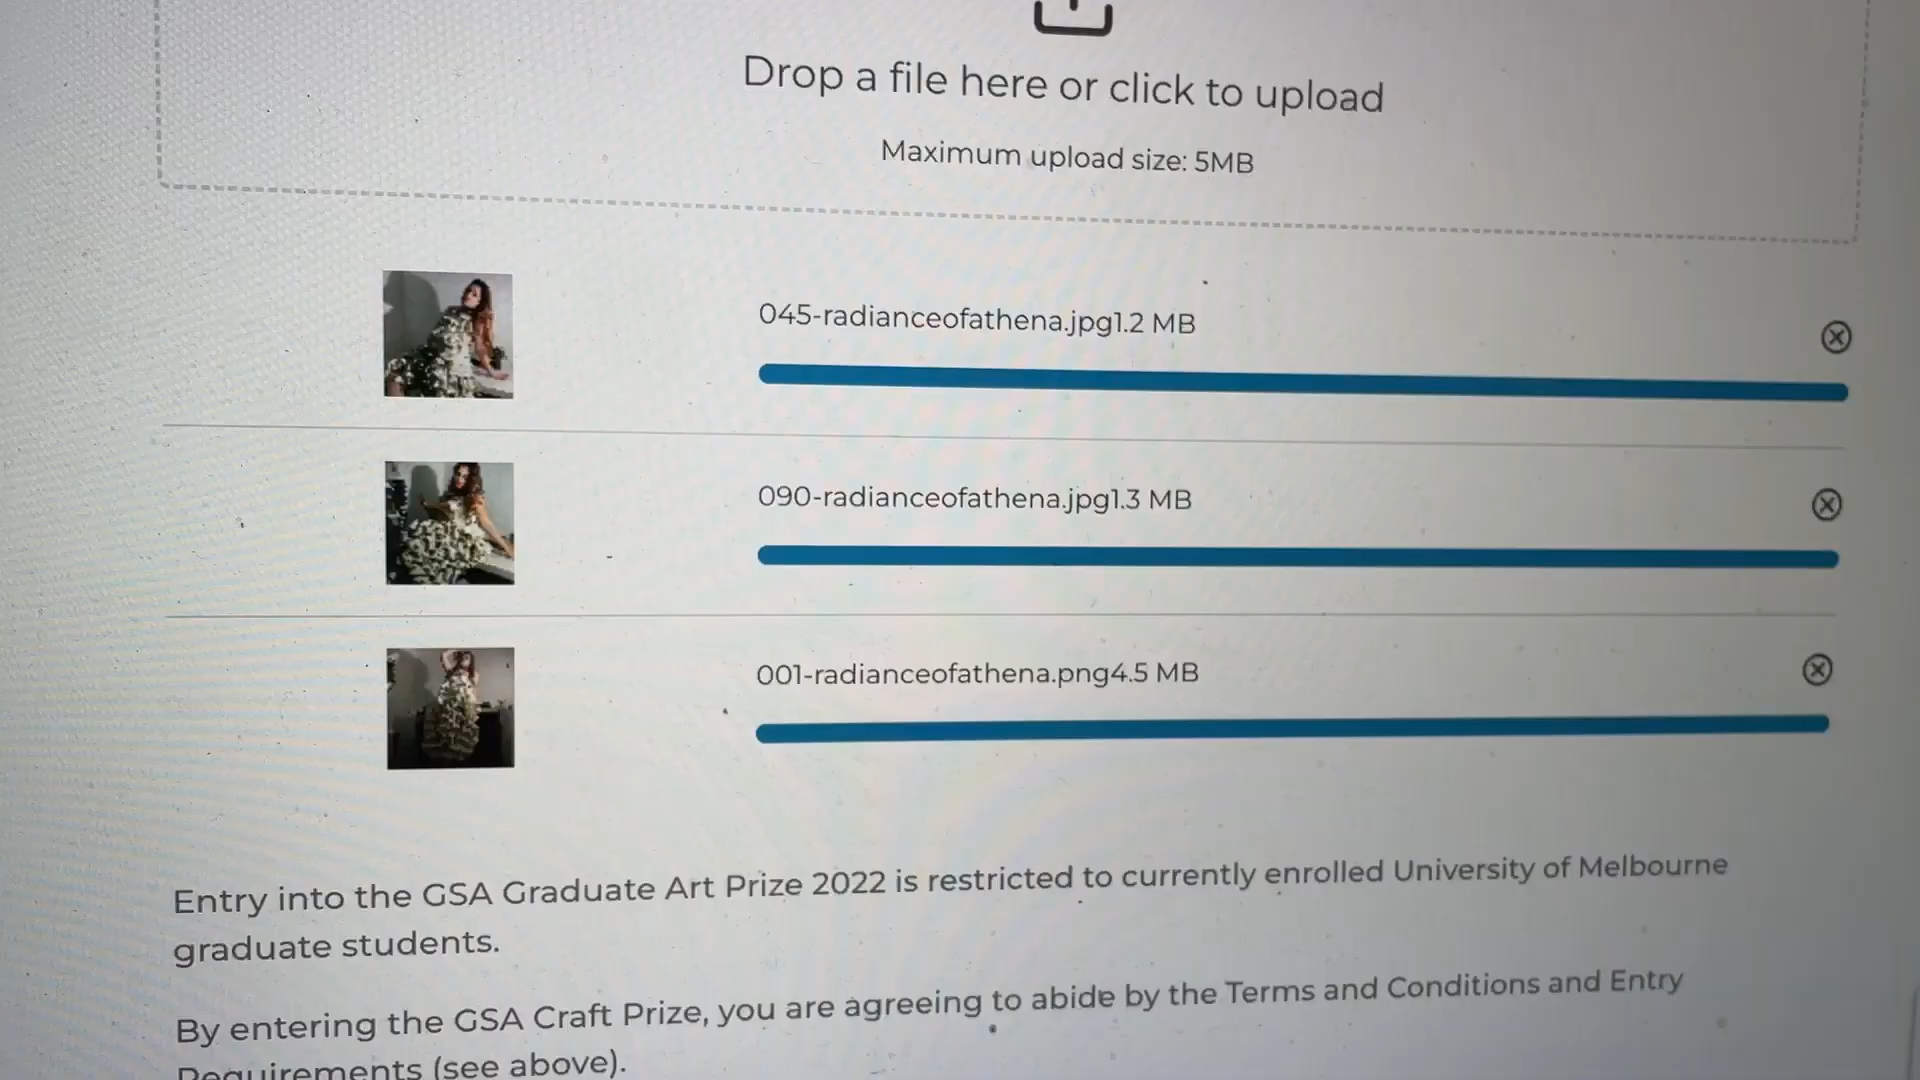 Drop a file here or click to upload
Maximum upload size: 5MB
045-radianceofathena.jpg1.2 MB
090-radianceofathena.jpg1.3 MB
001-radianceofathena.png4.5 MB
Entry into the GSA Graduate Art Prize 2022 is restricted to currently enrolled University of Melbourne
graduate students.
By entering the GSA Craft Prize, you are agreeing to abide by the Terms and Conditions and Entry
Requirements (see above).